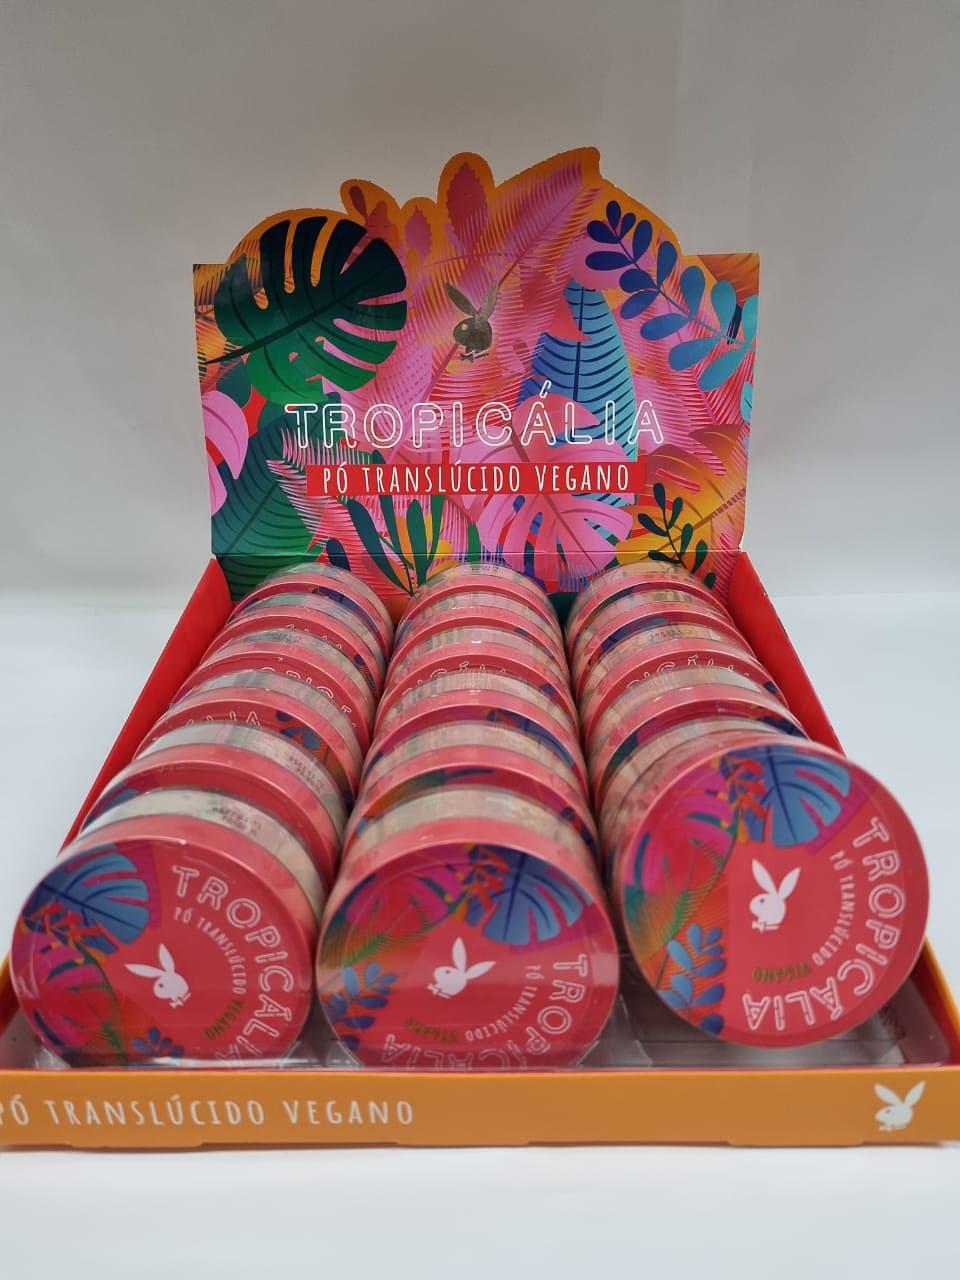 TROPICÁLIA
PÓ TRANSLÚCIDO VEGANO
ÁLIA
TROPICÁLIA
PÓ TRANSLÚCIDO VEGANO
TROPICÁLIA
PÓ TRANSLÚCIDO
VEGANO
TROPICÁLIA
PÓ TRANSLÚCIDO
VEGANO
PÓ TRANSLÚCIDO VEGANO